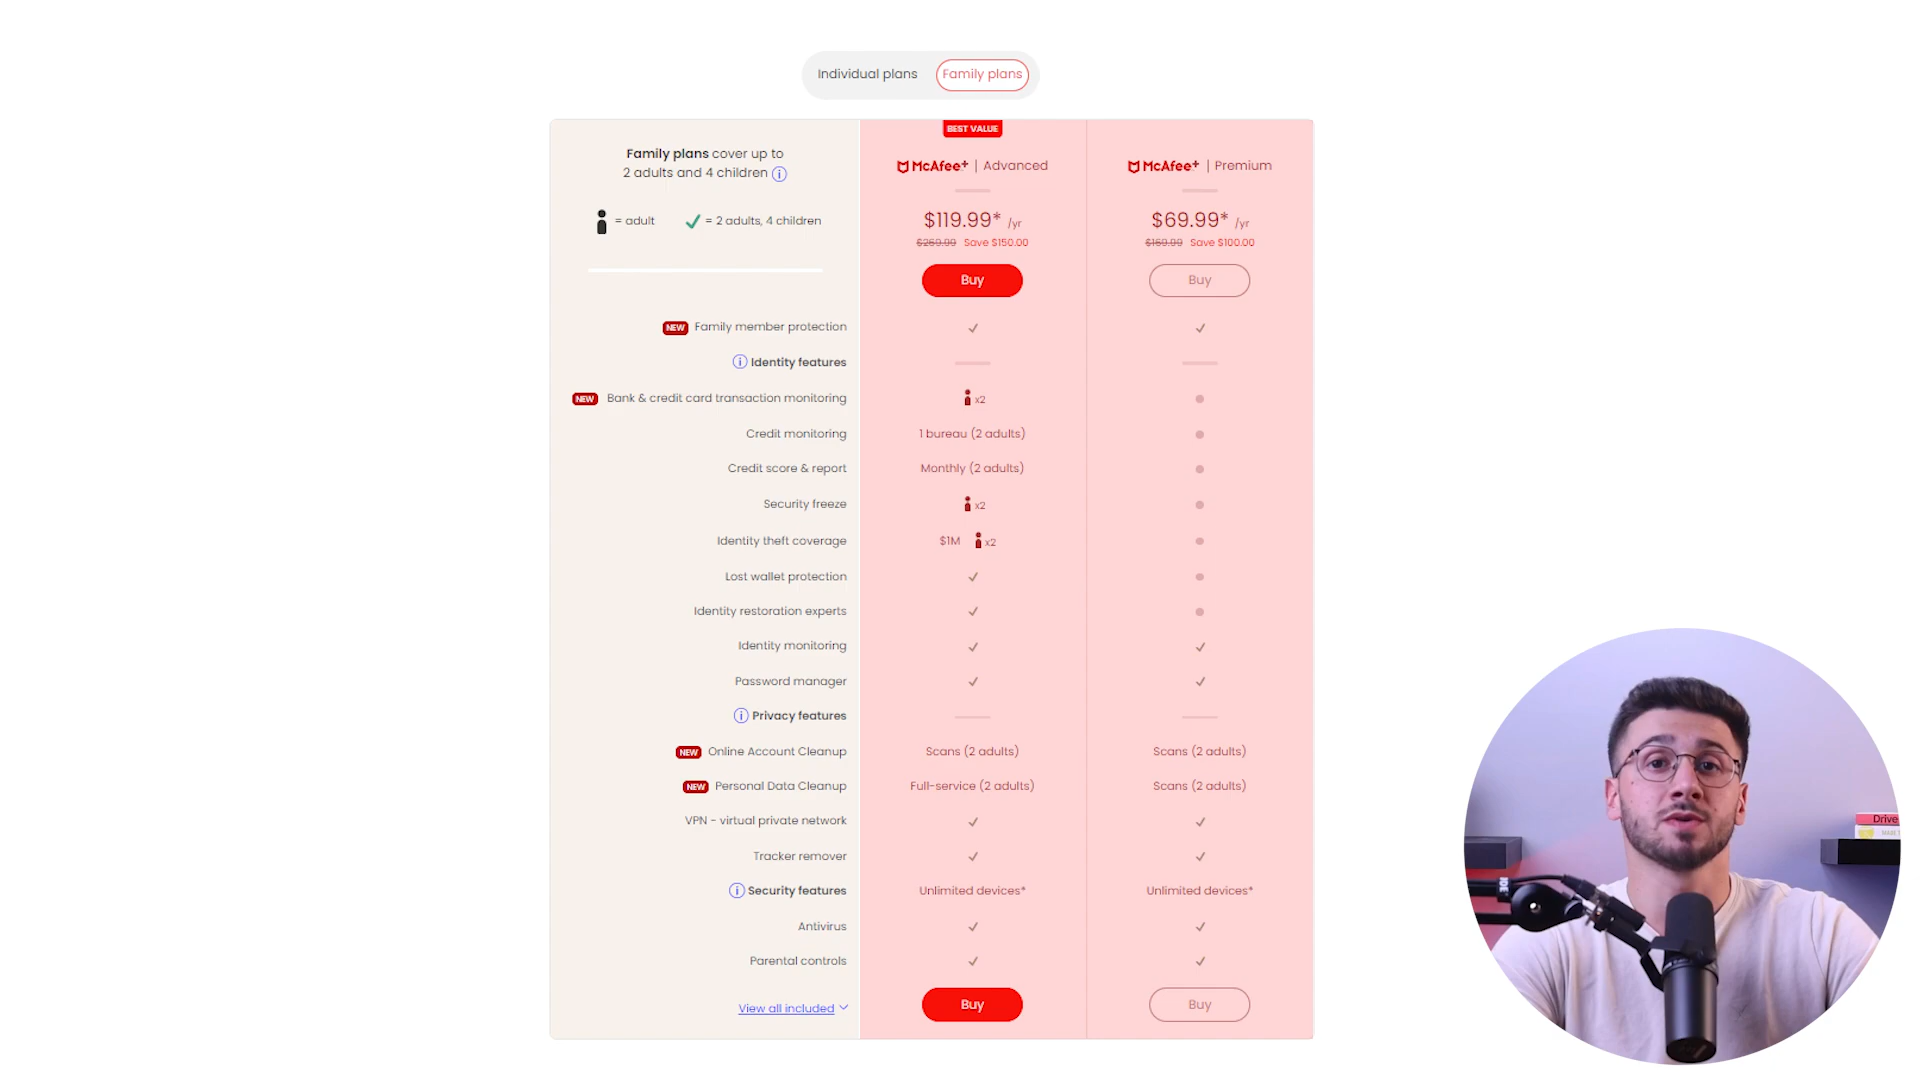 Individual plans Family plans
BEST VALUE
Family plans cover up to
2 adults and 4 children
= adult = 2 adults, 4 children
McAfee+ | Advanced
$119.99* /yr
$269.99 Save $150.00
Buy
McAfee+ | Premium
$69.99* /yr
$169.99 Save $100.00
Buy
NEW Family member protection
Identity features
NEW Bank & credit card transaction monitoring x2
Credit monitoring 1 bureau (2 adults)
Credit score & report Monthly (2 adults)
Security freeze x2
Identity theft coverage $1M x2
Lost wallet protection
Identity restoration experts
Identity monitoring
Password manager
Privacy features
NEW Online Account Cleanup Scans (2 adults) Scans (2 adults)
NEW Personal Data Cleanup Full-service (2 adults) Scans (2 adults)
VPN - virtual private network
Tracker remover
Security features Unlimited devices* Unlimited devices*
Antivirus
Parental controls
View all included Buy Buy
Drive